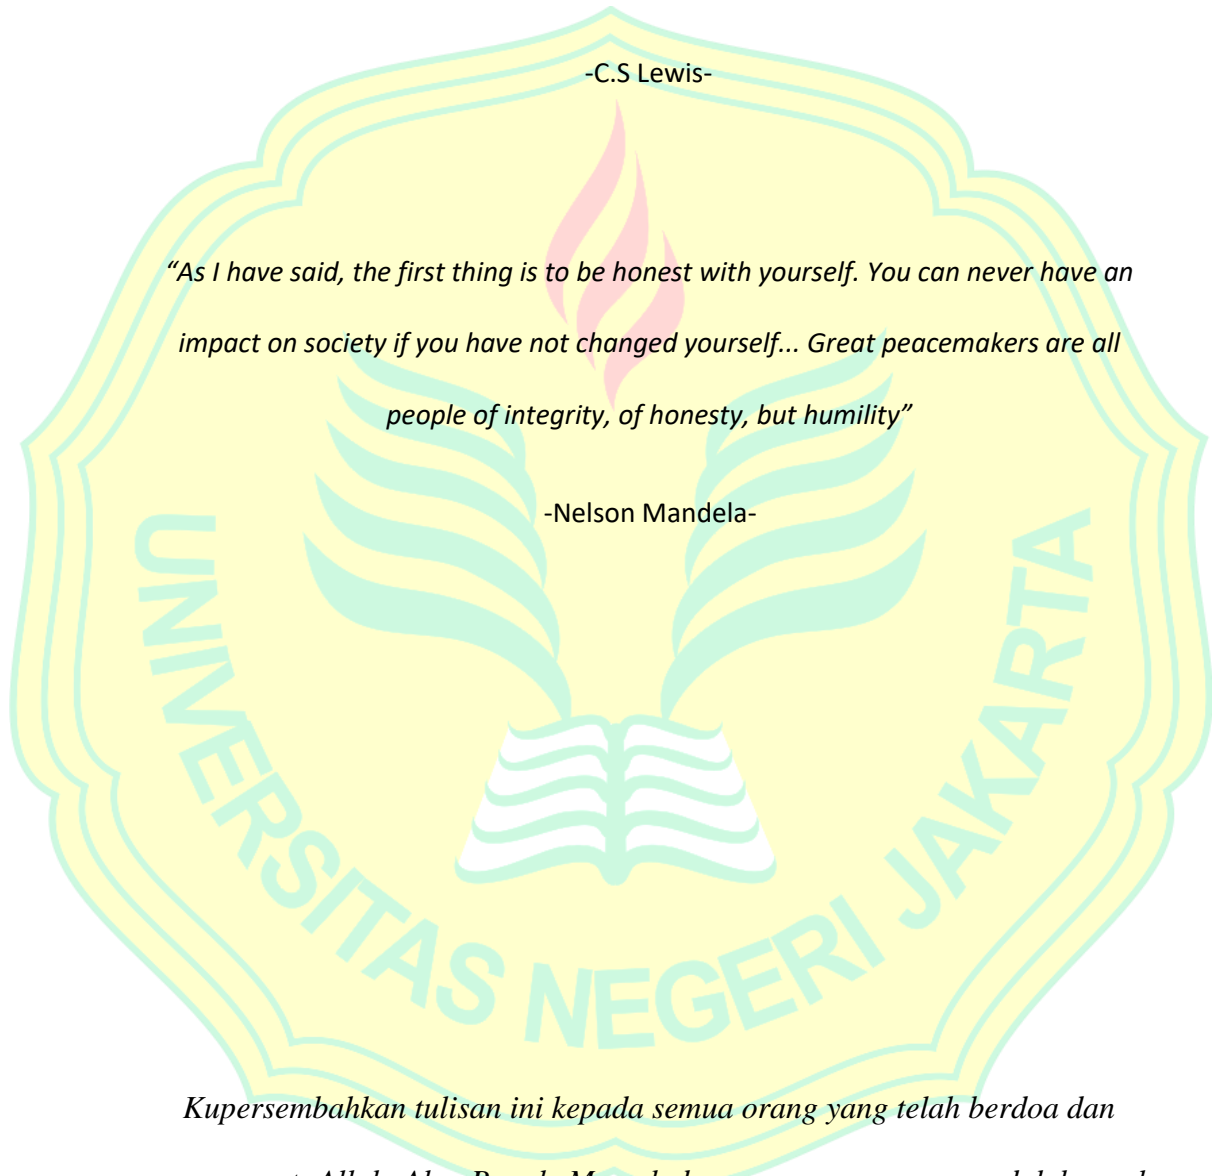 -C.S Lewis-
“As I have said, the first thing is to be honest with yourself. You can never have an
impact on society if you have not changed yourself... Great peacemakers are all
people of integrity, of honesty, but humility”
-Nelson Mandela-
UNIVERSITAS NEGERI JAKARTA
Kupersembahkan tulisan ini kepada semua orang yang telah berdoa dan